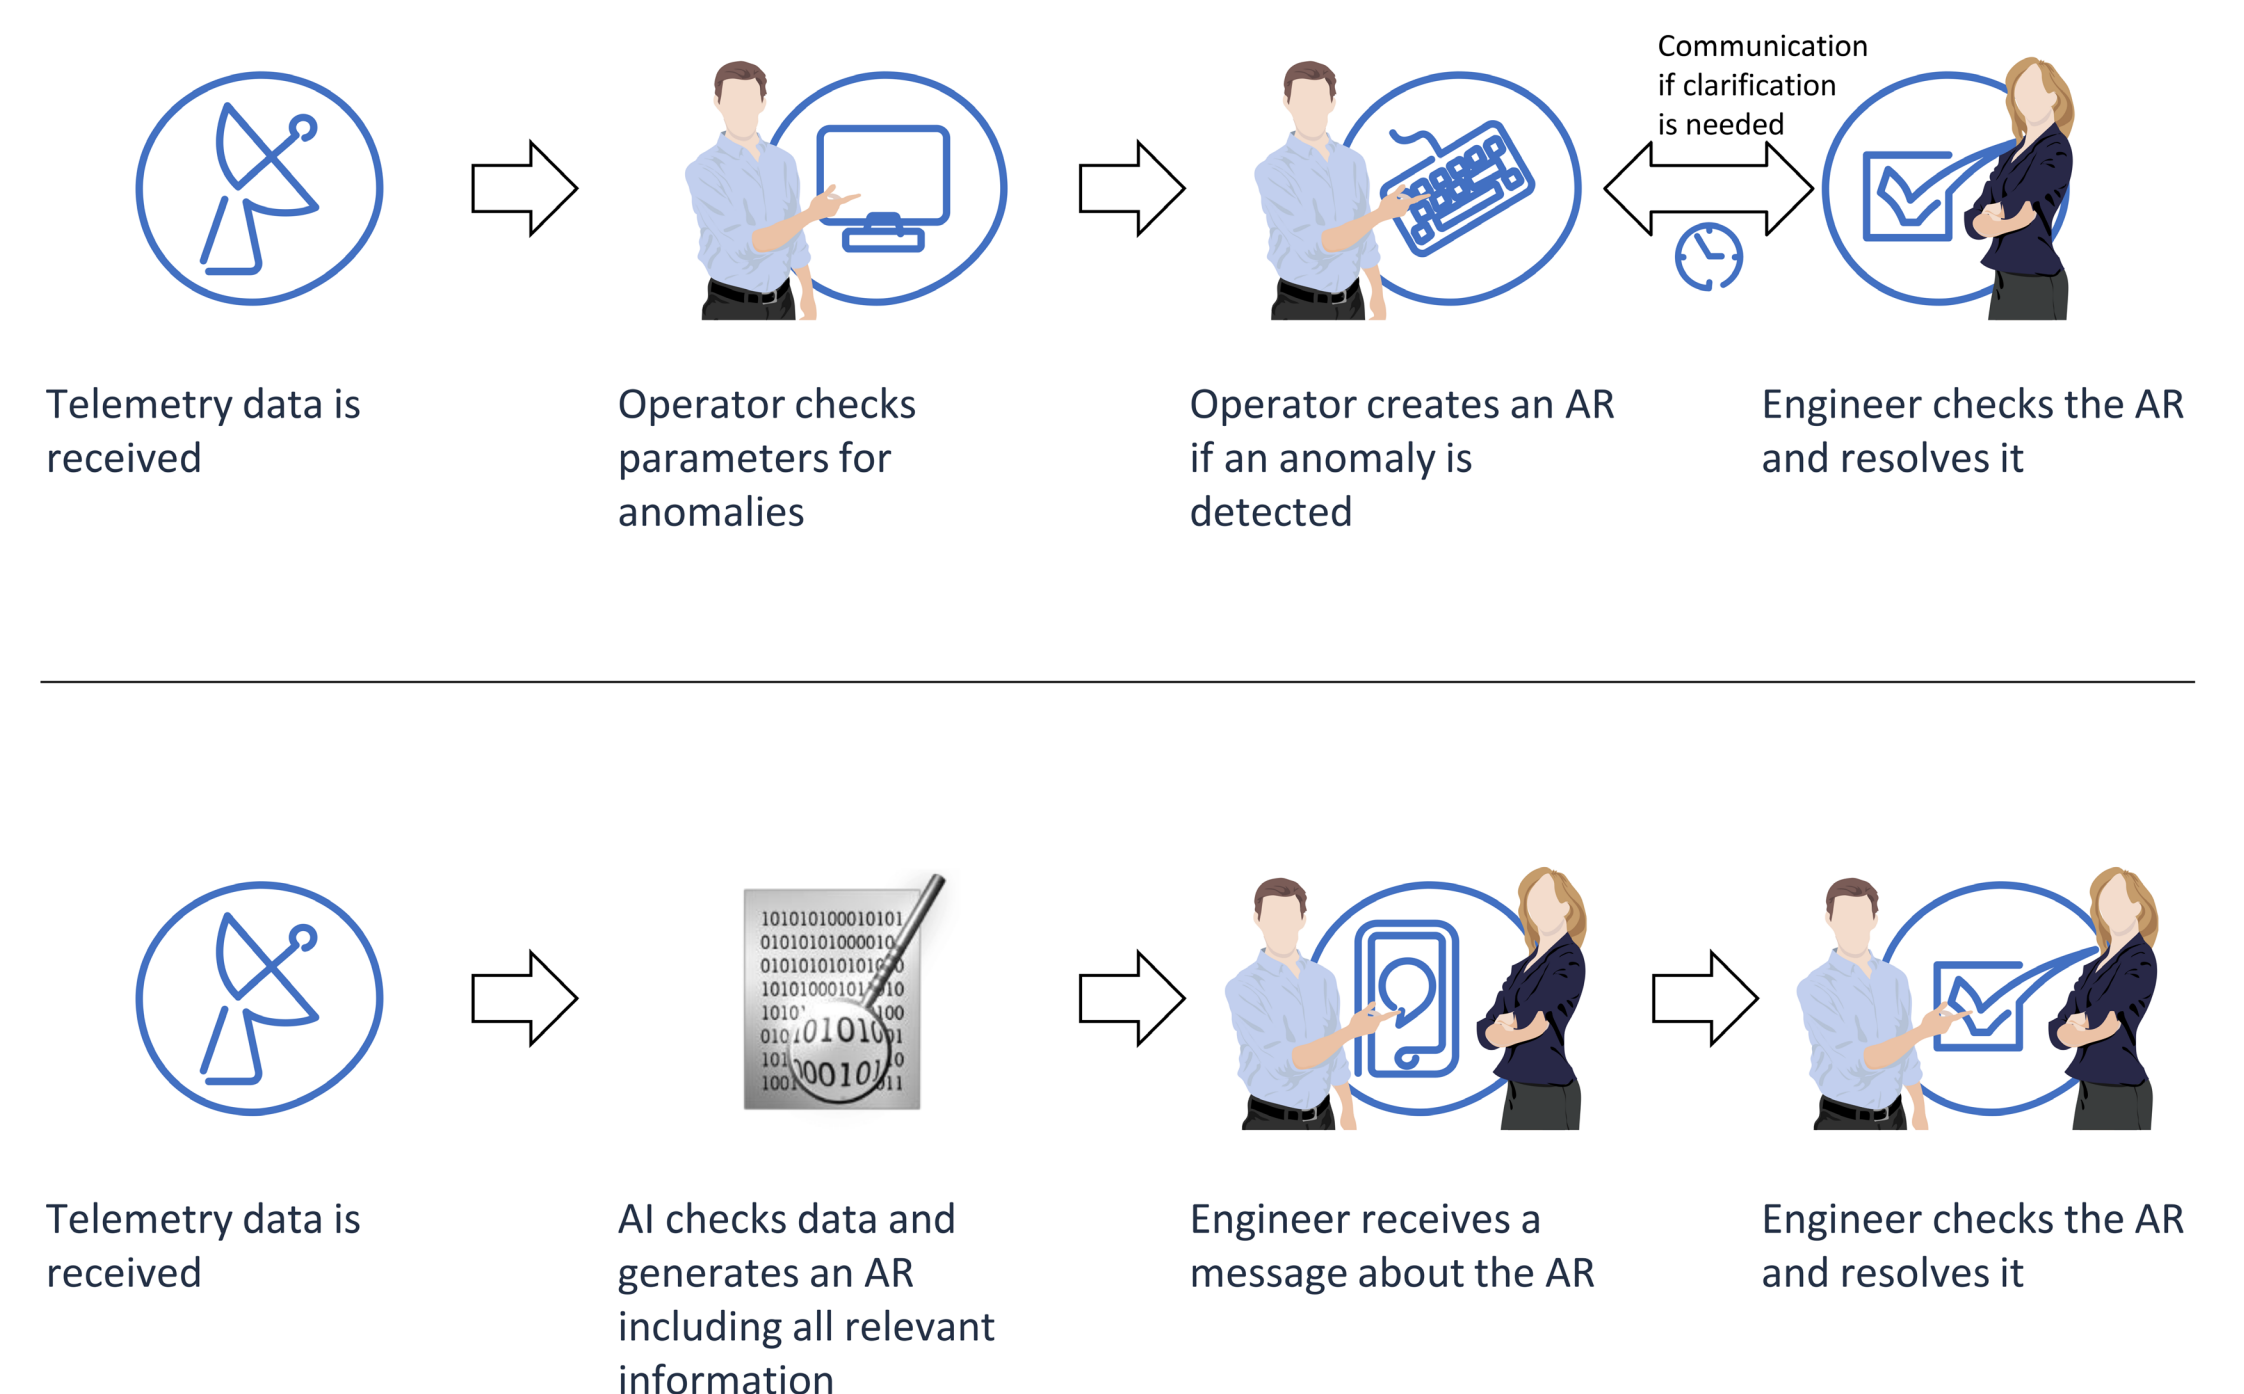 Communication
if clarification
is needed
Telemetry data is
received
Operator checks
parameters for
anomalies
Operator creates an AR
if an anomaly is
detected
Engineer checks the AR
and resolves it
101010100010101
01010101000010
Telemetry data is
received
AI checks data and
generates an AR
including all relevant
information
Engineer receives a
message about the AR
Engineer checks the AR
and resolves it